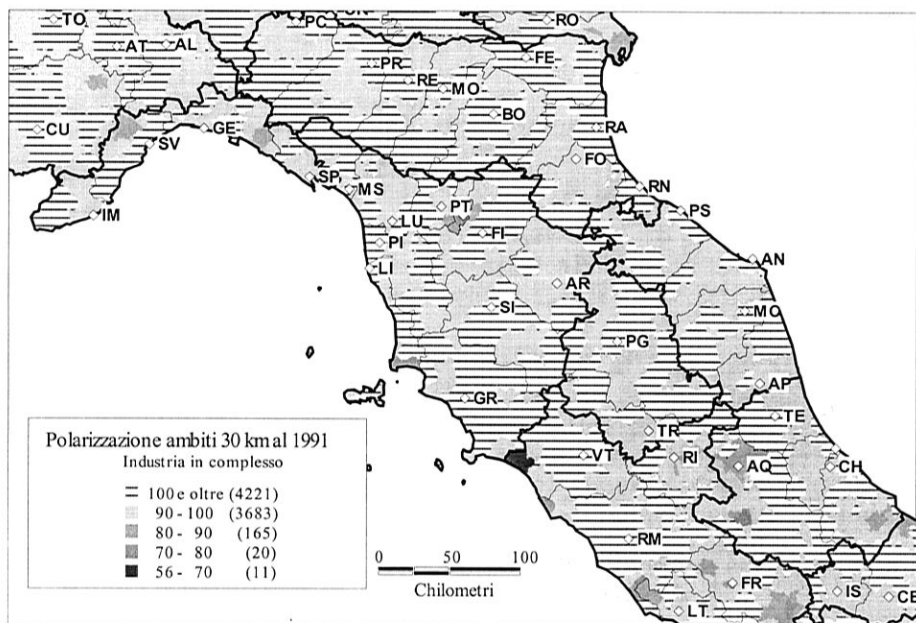 TO
PC
RO
AT
AL
PR
FE
RE
MO
BO
CU
GE
RA
SV
FO
SP
MS
RN
IM
PT
PS
LU
FI
PI
AN
LI
AR
SI
MC
PG
AP
GR
TE
TR
VT
RI
AQ
CH
RM
FR
IS
CB
LT
Polarizzazione ambiti 30 km al 1991
Industria in complesso
100 e oltre (4221)
90 - 100 (3683)
80 - 90 (165)
70 - 80 (20)
56 - 70 (11)
0 50 100
Chilometri